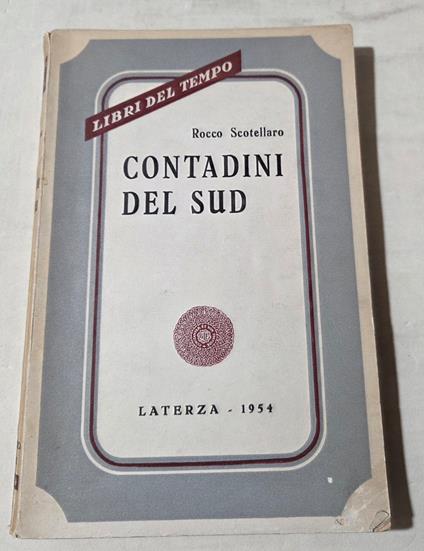 LIBRI DEL TEMPO
Rocco Scotellaro
CONTADINI
DEL SUD
LATERZA - 1954